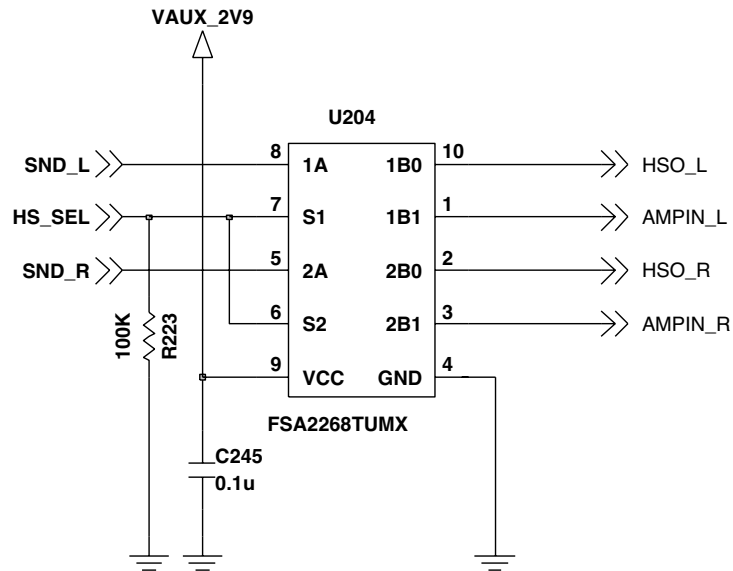 VAUX_2V9
U204
SND_L
8
1A
1B0
10
HSO_L
HS_SEL
7
S1
1B1
1
AMPIN_L
SND_R
5
2A
2B0
2
HSO_R
6
S2
2B1
3
AMPIN_R
100K
R223
9
VCC
GND
4
FSA2268TUMX
C245
0.1u